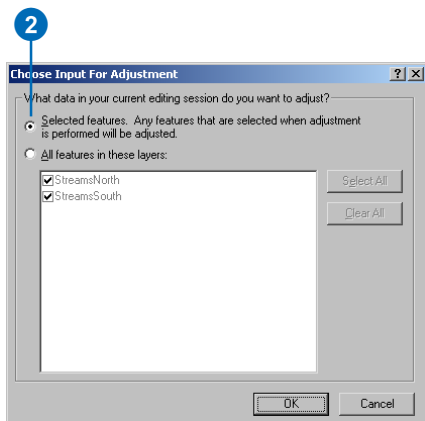 2
Choose Input For Adjustment
? ×
What data in your current editing session do you want to adjust?
Selected features. Any features that are selected when adjustment
is performed will be adjusted.
All features in these layers:
StreamsNorth
StreamsSouth
Select All
Clear All
OK
Cancel